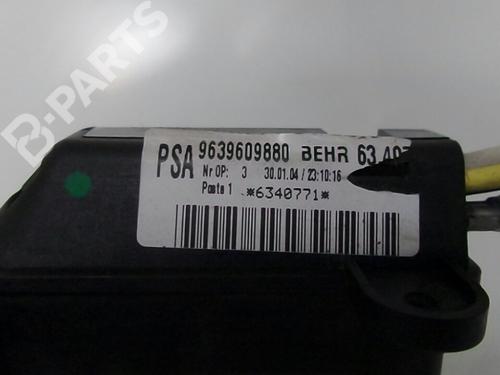 B-PARTS
PSA 9639609880 BEHR 63
Nr OP: 3 30.01.04 / 23:10:16
Poste 1 *6340771*